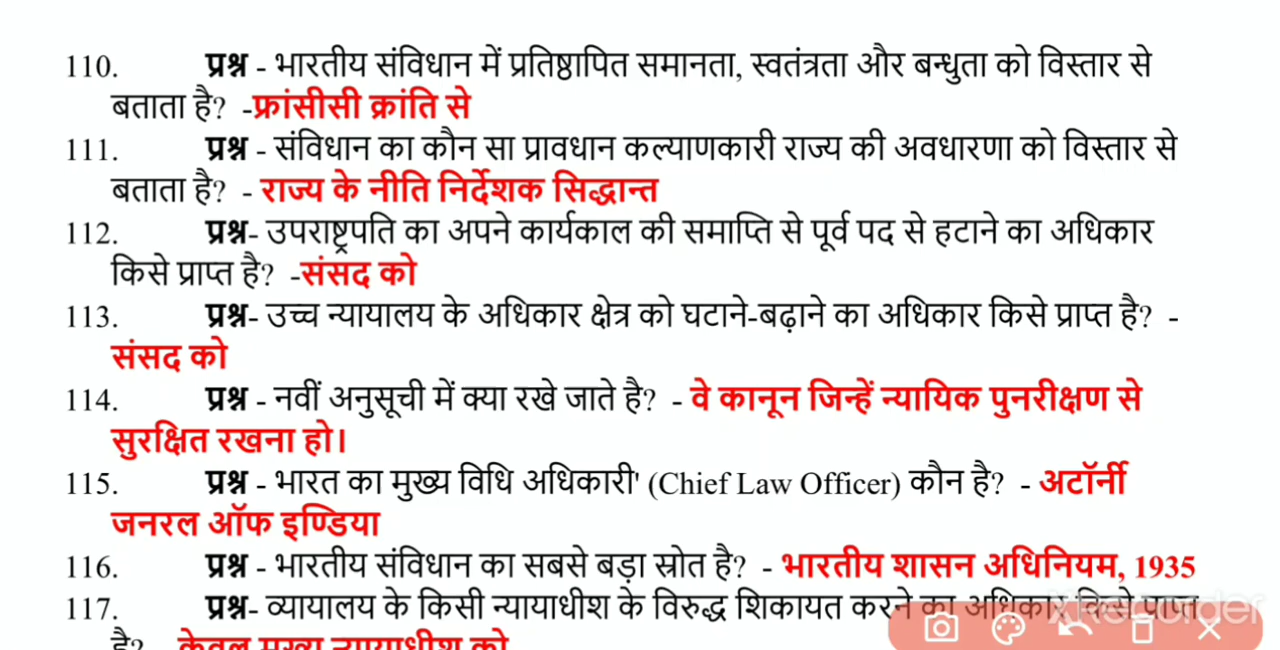 110. प्रश्न - भारतीय संविधान में प्रतिष्ठापित समानता, स्वतंत्रता और बन्धुता को विस्तार से
बताता है? -फ्रांसीसी क्रांति से
111. प्रश्न - संविधान का कौन सा प्रावधान कल्याणकारी राज्य की अवधारणा को विस्तार से
बताता है? - राज्य के नीति निर्देशक सिद्धान्त
112. प्रश्न- उपराष्ट्रपति का अपने कार्यकाल की समाप्ति से पूर्व पद से हटाने का अधिकार
किसे प्राप्त है? -संसद को
113. प्रश्न- उच्च न्यायालय के अधिकार क्षेत्र को घटाने-बढ़ाने का अधिकार किसे प्राप्त है? -
संसद को
114. प्रश्न - नवीं अनुसूची में क्या रखे जाते है? - वे कानून जिन्हें न्यायिक पुनरीक्षण से
सुरक्षित रखना हो।
115. प्रश्न - भारत का मुख्य विधि अधिकारी' (Chief Law Officer) कौन है? - अटॉर्नी
जनरल ऑफ इण्डिया
116. प्रश्न - भारतीय संविधान का सबसे बड़ा स्रोत है? - भारतीय शासन अधिनियम, 1935
117. प्रश्न- व्यायालय के किसी न्यायाधीश के विरुद्ध शिकायत करने का अधिकार किसे प्राप्त
है? केवल मुख्य न्यायाधीश को
XRecorder